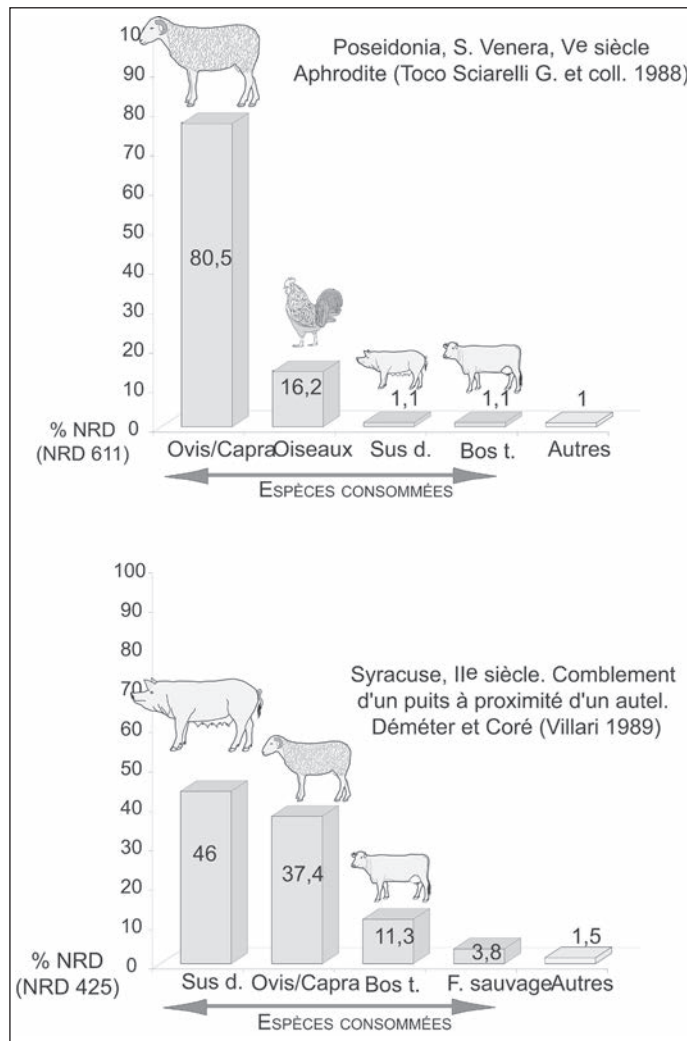 Poseidonia, S. Venera, Ve siècle
Aphrodite (Toco Sciarelli G. et coll. 1988)
10
90
80
70
60
50
40
30
20
10
0
80,5
16,2
1,1
1,1
1
% NRD
(NRD 611)
Ovis/Capra Oiseaux Sus d. Bos t. Autres
ESPÈCES CONSOMMÉES
Syracuse, IIe siècle. Comblement
d'un puits à proximité d'un autel.
Déméter et Coré (Villari 1989)
100
90
80
70
60
50
40
30
20
10
0
46
37,4
11,3
3,8
1,5
% NRD
(NRD 425)
Sus d. Ovis/Capra Bos t. F. sauvage Autres
ESPÈCES CONSOMMÉES